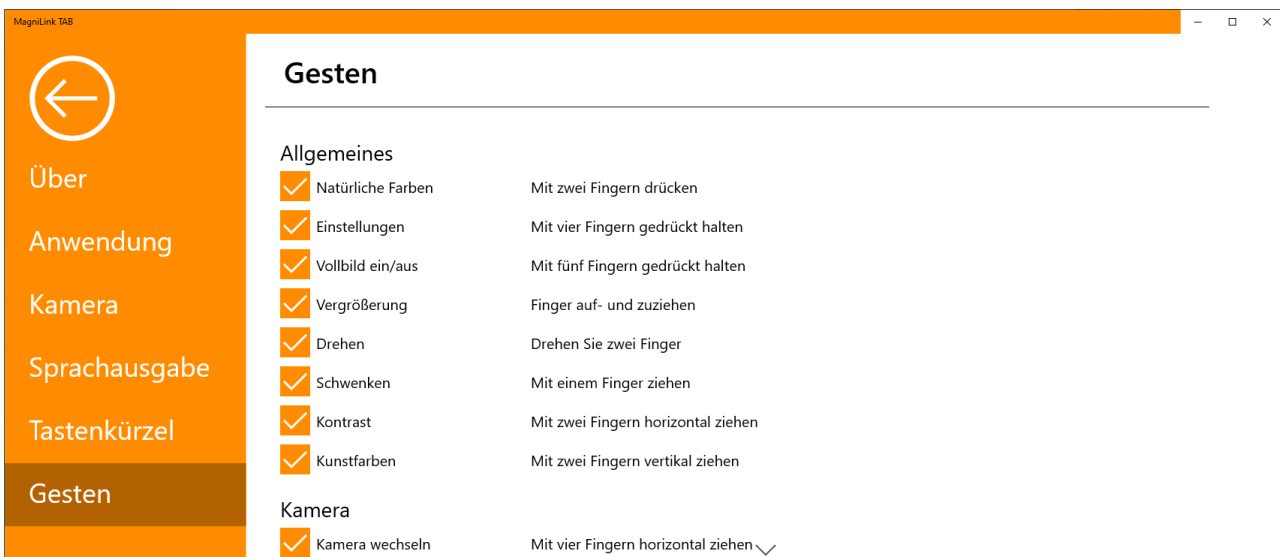 MagniLink TAB
Gesten
Über
Anwendung
Kamera
Sprachausgabe
Tastenkürzel
Gesten
Allgemeines
Natürliche Farben Mit zwei Fingern drücken
Einstellungen Mit vier Fingern gedrückt halten
Vollbild ein/aus Mit fünf Fingern gedrückt halten
Vergrößerung Finger auf- und zuziehen
Drehen Drehen Sie zwei Finger
Schwenken Mit einem Finger ziehen
Kontrast Mit zwei Fingern horizontal ziehen
Kunstfarben Mit zwei Fingern vertikal ziehen
Kamera
Kamera wechseln Mit vier Fingern horizontal ziehen